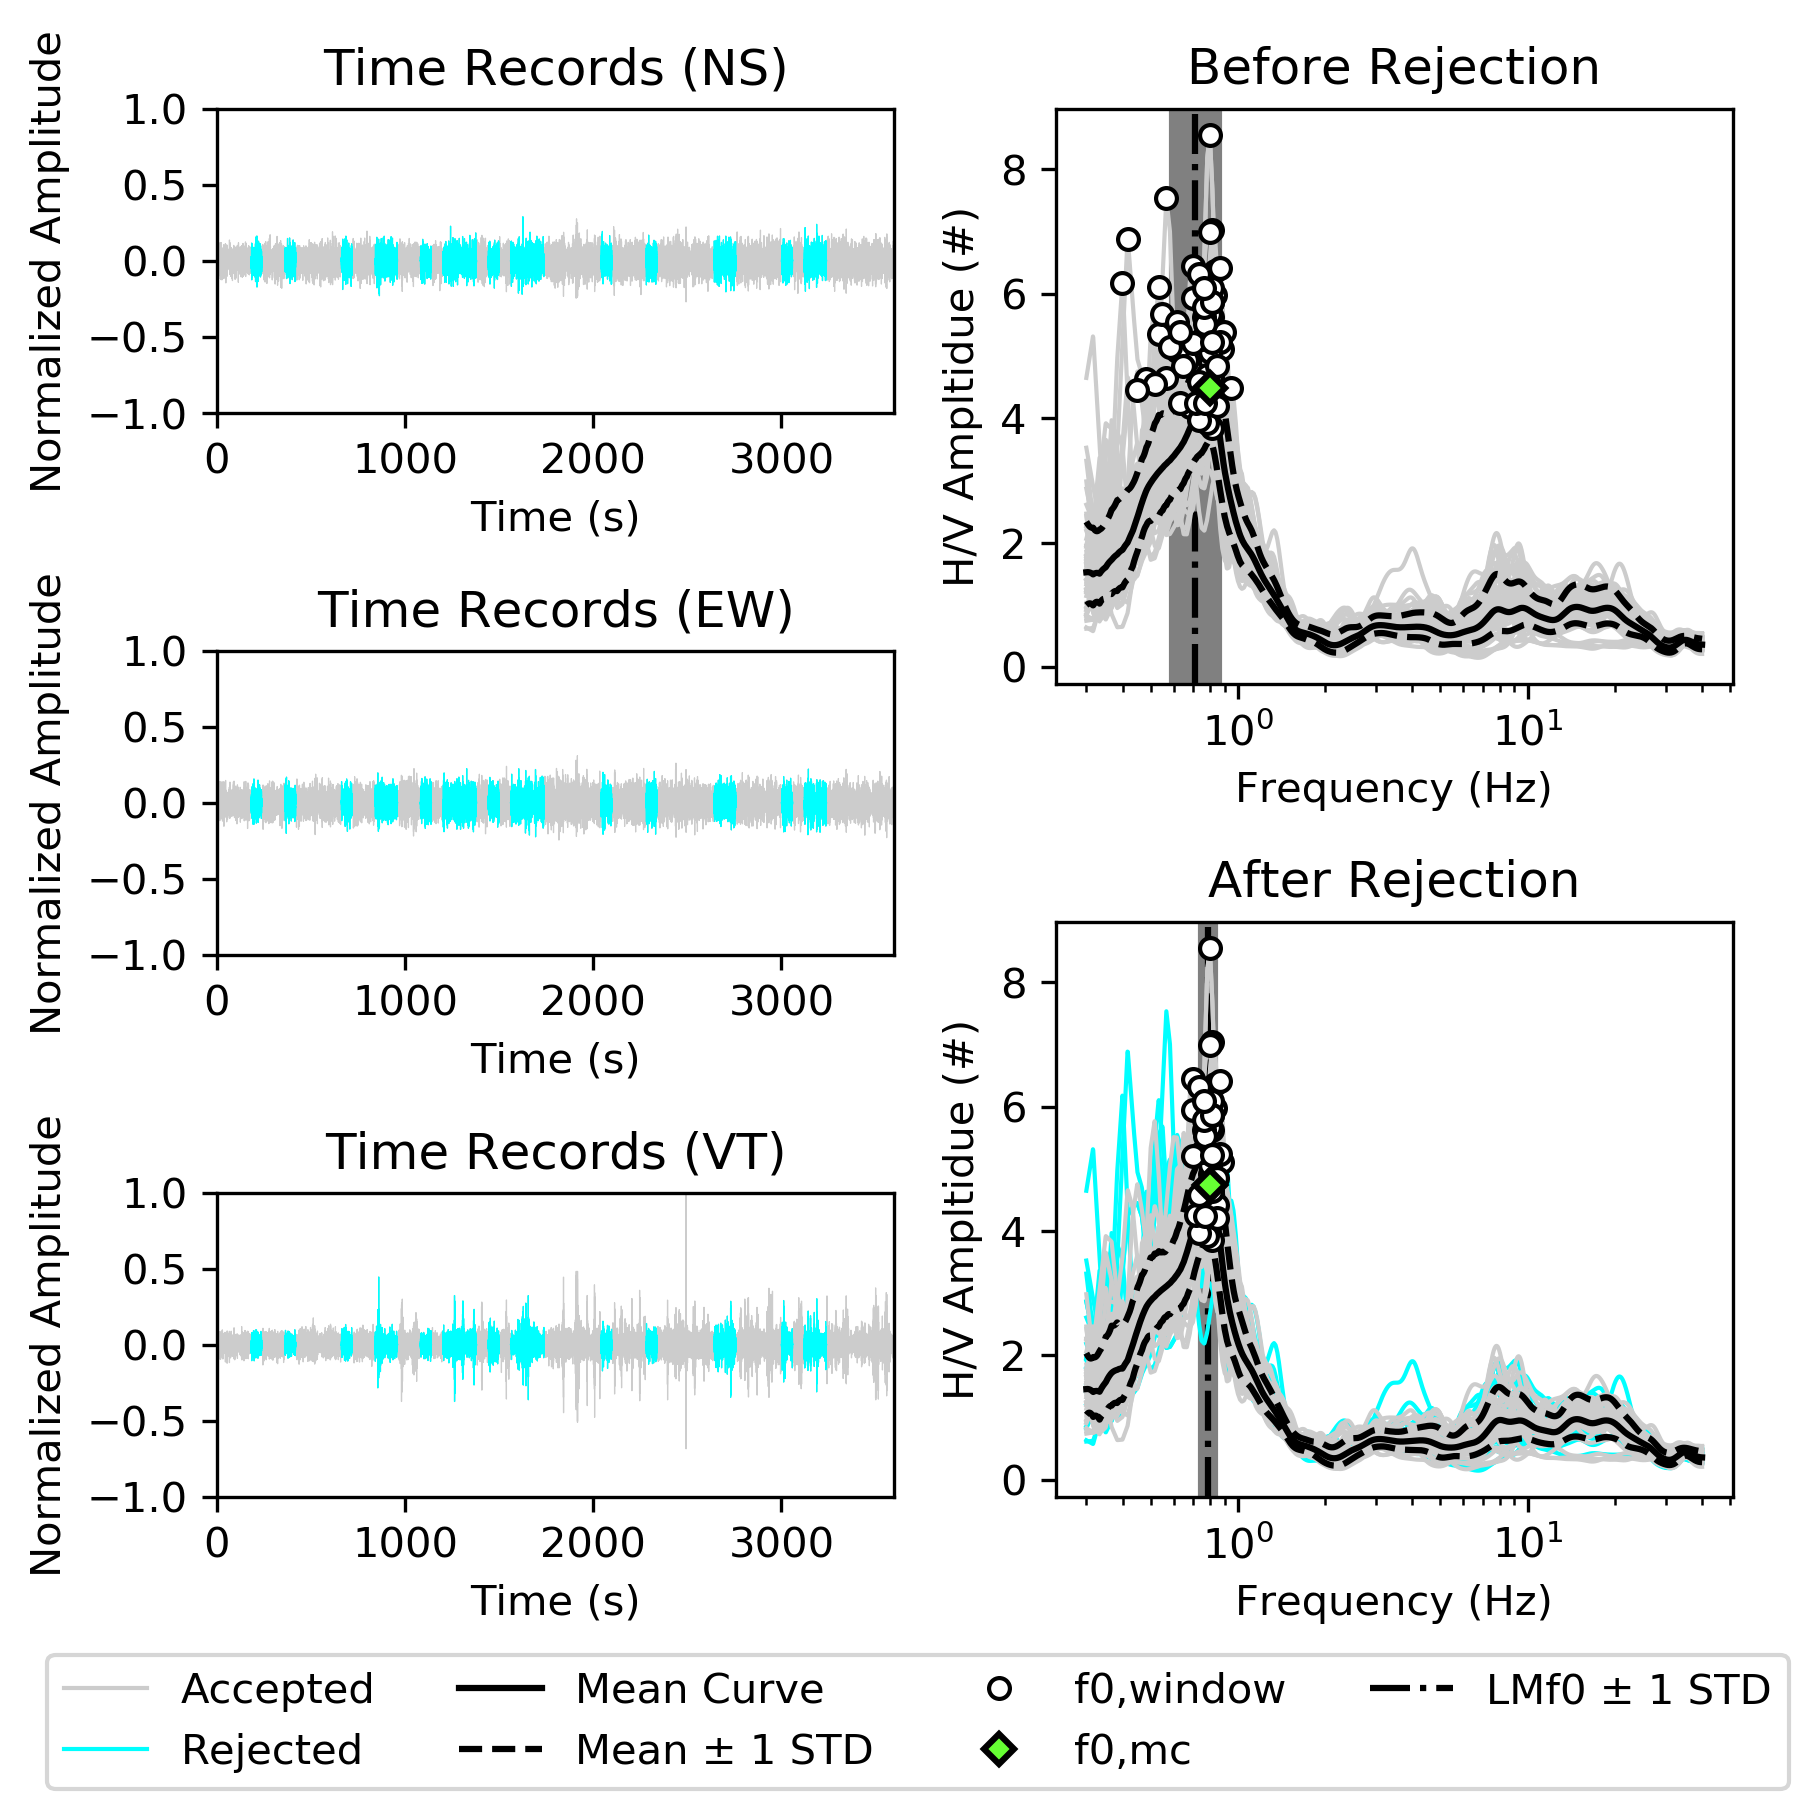 Time Records (NS)
Normalized Amplitude
1.0
0.5
0.0
−0.5
−1.0
0 1000 2000 3000
Time (s)
Time Records (EW)
Normalized Amplitude
1.0
0.5
0.0
−0.5
−1.0
0 1000 2000 3000
Time (s)
Time Records (VT)
Normalized Amplitude
1.0
0.5
0.0
−0.5
−1.0
0 1000 2000 3000
Time (s)
Before Rejection
H/V Ampltidue (#)
8
6
4
2
0
10⁰ 10¹
Frequency (Hz)
After Rejection
H/V Ampltidue (#)
8
6
4
2
0
10⁰ 10¹
Frequency (Hz)
Accepted Mean Curve f0,window LMf0 ± 1 STD
Rejected Mean ± 1 STD f0,mc